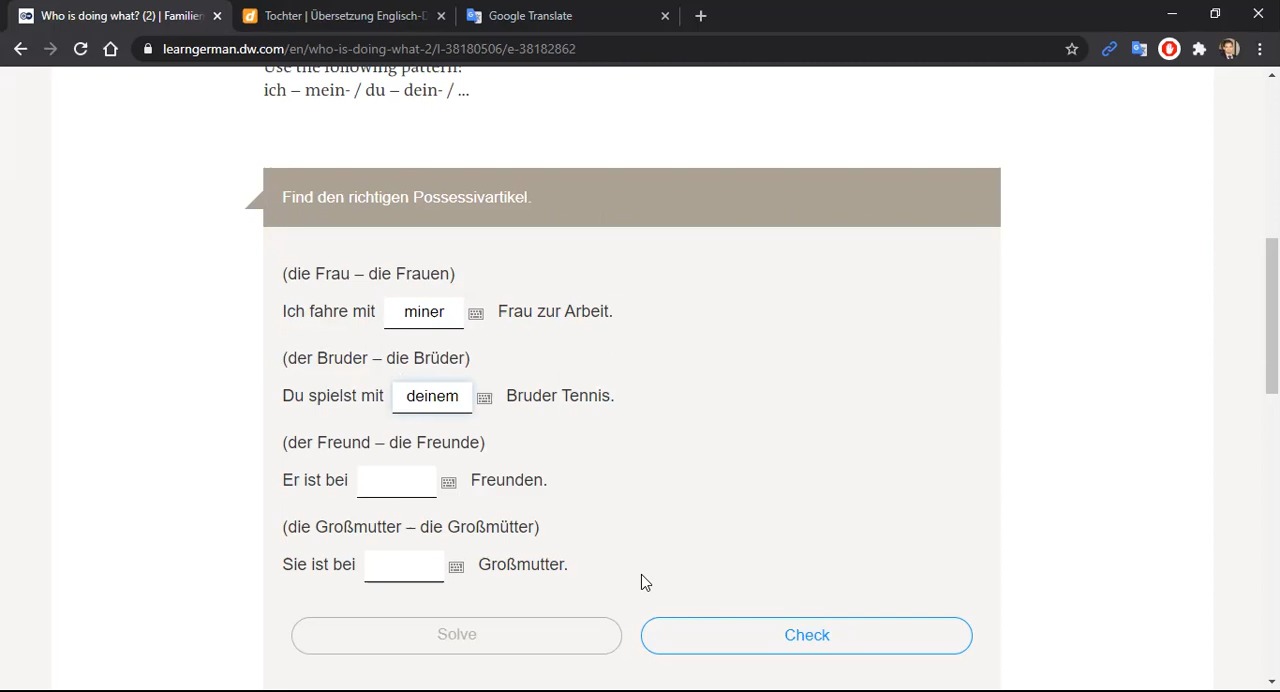 Who is doing what? (2) | Familien
Tochter | Übersetzung Englisch-D
Google Translate
learngerman.dw.com/en/who-is-doing-what-2/l-38180506/e-38182862
Use the following pattern:
ich – mein- / du – dein- / ...
Find den richtigen Possessivartikel.
(die Frau – die Frauen)
Ich fahre mit miner Frau zur Arbeit.
(der Bruder – die Brüder)
Du spielst mit deinem Bruder Tennis.
(der Freund – die Freunde)
Er ist bei Freunden.
(die Großmutter – die Großmütter)
Sie ist bei Großmutter.
Solve Check